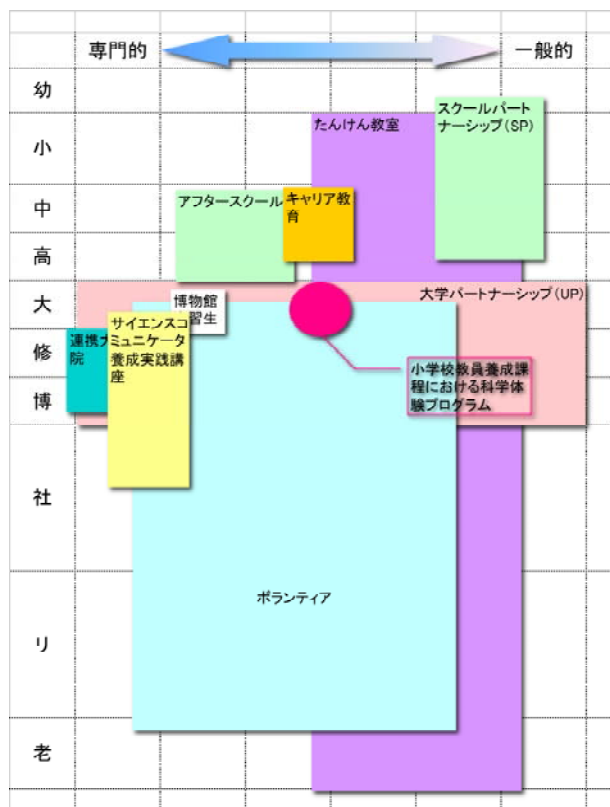 専門的
一般的
幼
小
中
高
大
修
博
社
リ
老
たんけん教室
スクールパート
ナーシップ(SP)
アフタースクール
キャリア教
育
大学パートナーシップ(UP)
博物館
習生
サイエンスコ
ミュニケータ
養成実践講
座
連携大
院
小学校教員養成課
程における科学体
験プログラム
ボランティア